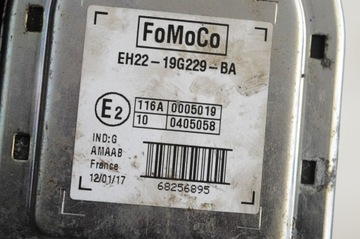 FoMoCo
EH22-19G229-BA
E2
116A 0005019
10 0405058
IND:G
AMAAB
France
12/01/17
68256895